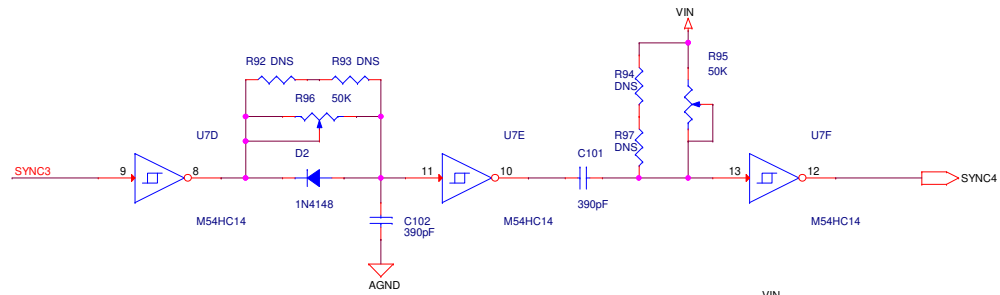 VIN
R92 DNS
R93 DNS
R94
DNS
R95
50K
R96
50K
U7D
U7E
R97
DNS
U7F
D2
C101
SYNC3
9
8
11
10
13
12
SYNC4
1N4148
390pF
M54HC14
C102
390pF
M54HC14
M54HC14
AGND
VIN